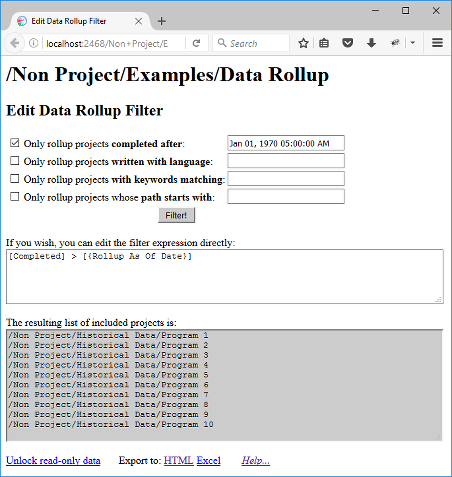 Edit Data Rollup Filter
localhost:2468/Non+Project/E
Search
/Non Project/Examples/Data Rollup
Edit Data Rollup Filter
Only rollup projects completed after: Jan 01, 1970 05:00:00 AM
Only rollup projects written with language:
Only rollup projects with keywords matching:
Only rollup projects whose path starts with:
Filter!
If you wish, you can edit the filter expression directly:
[Completed] > [{Rollup As Of Date}]
The resulting list of included projects is:
/Non Project/Historical Data/Program 1
/Non Project/Historical Data/Program 2
/Non Project/Historical Data/Program 3
/Non Project/Historical Data/Program 4
/Non Project/Historical Data/Program 5
/Non Project/Historical Data/Program 6
/Non Project/Historical Data/Program 7
/Non Project/Historical Data/Program 8
/Non Project/Historical Data/Program 9
/Non Project/Historical Data/Program 10
Unlock read-only data Export to: HTML Excel Help...